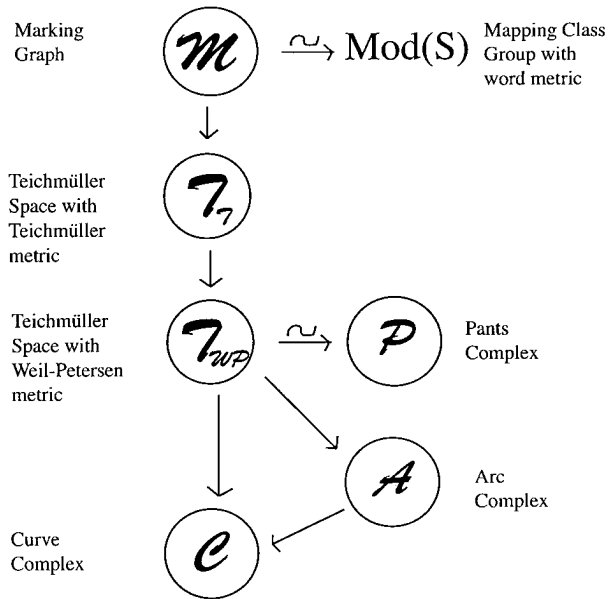 Marking
Graph
M
∼
Mod(S)
Mapping Class
Group with
word metric
Teichmüller
Space with
Teichmüller
metric
T_T
Teichmüller
Space with
Weil-Petersen
metric
T_WP
∼
P
Pants
Complex
A
Arc
Complex
Curve
Complex
C